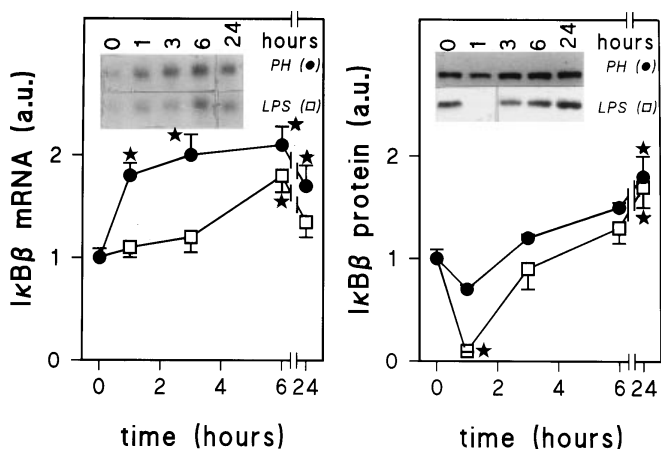 0 1 3 6 24 hours
PH (●)
LPS (□)
IκBβ mRNA (a.u.)
2
1
0
0 2 4 6 24
time (hours)
0 1 3 6 24 hours
PH (●)
LPS (□)
IκBβ protein (a.u.)
2
1
0
0 2 4 6 24
time (hours)